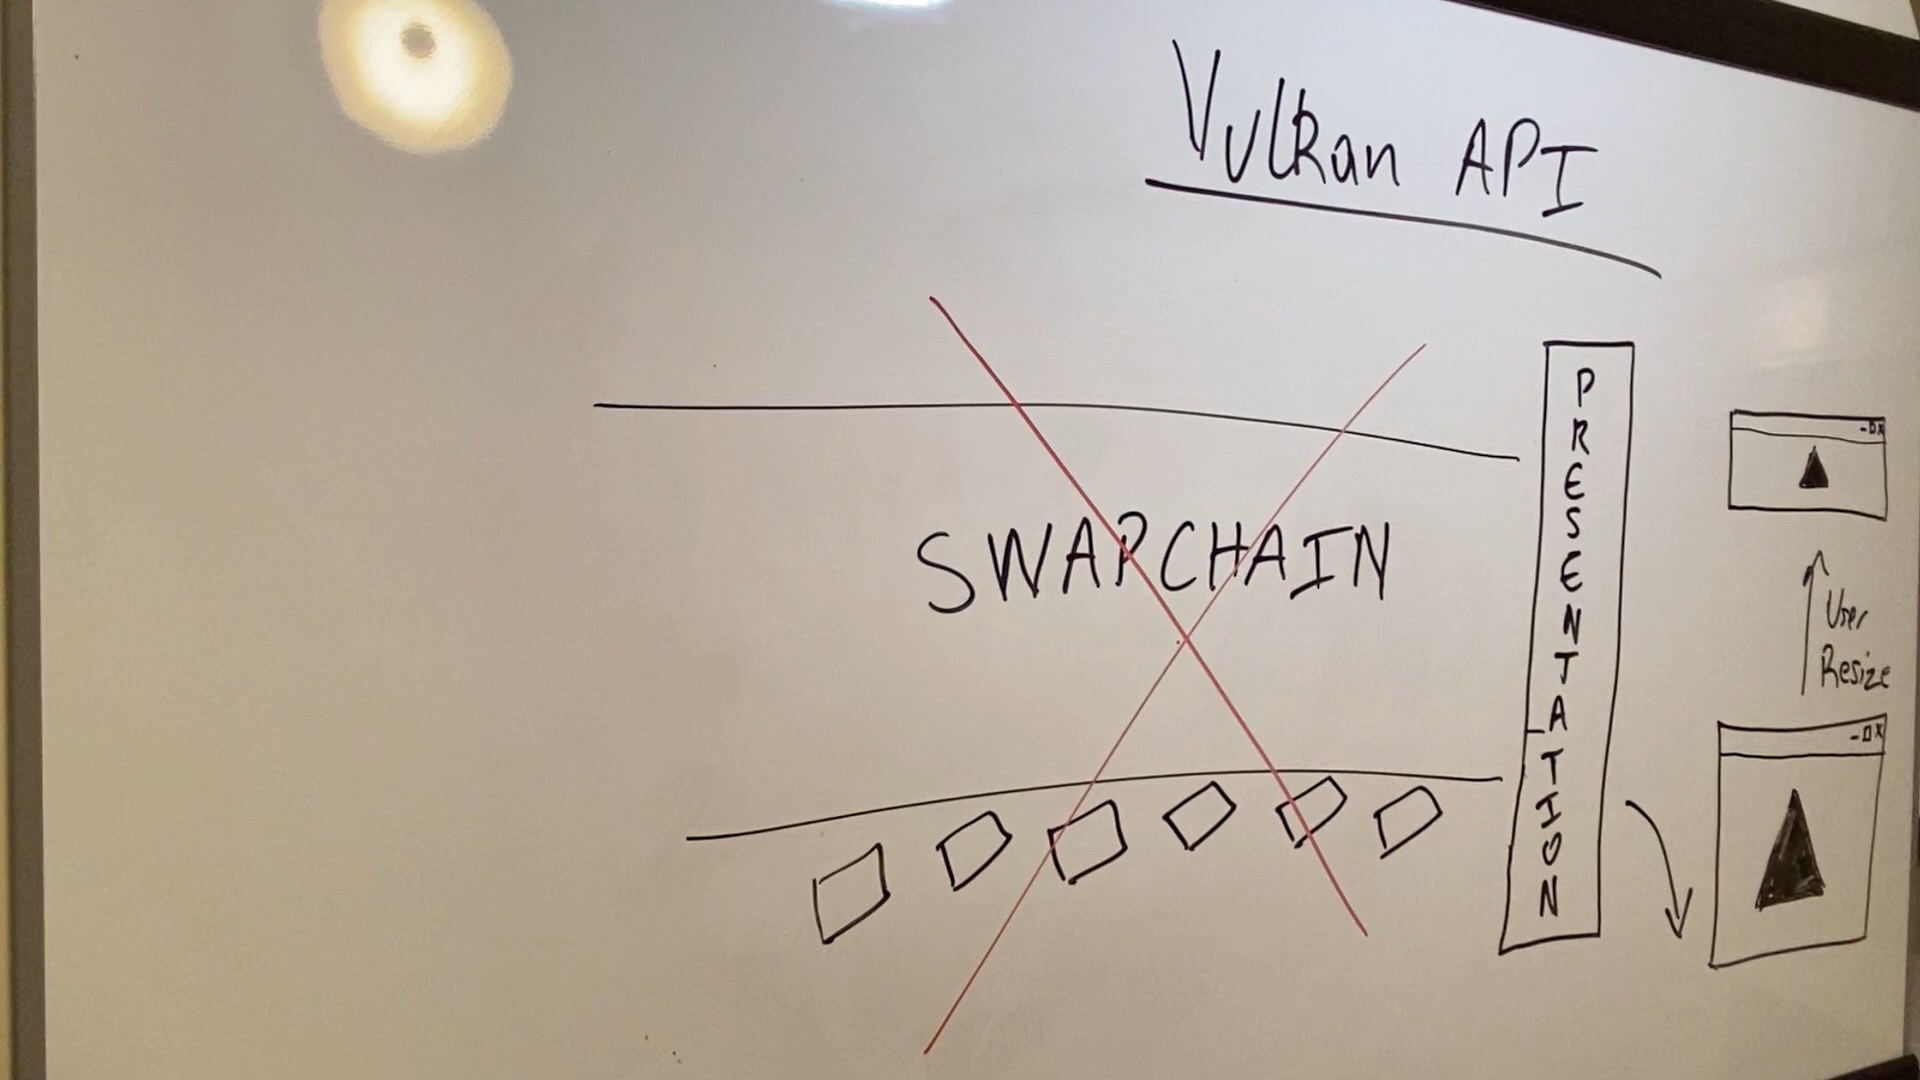 Vulkan API
SWAPCHAIN
PRESENTATION
-□x
User
Resize
-□x